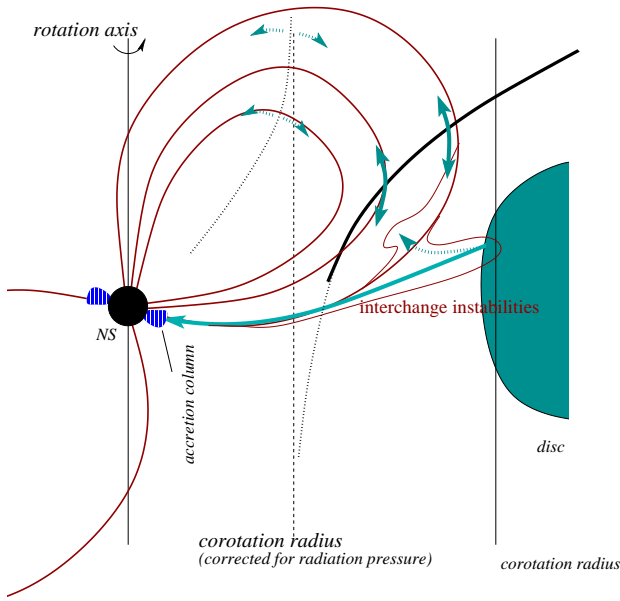 rotation axis
interchange instabilities
NS
accretion column
disc
corotation radius
(corrected for radiation pressure)
corotation radius